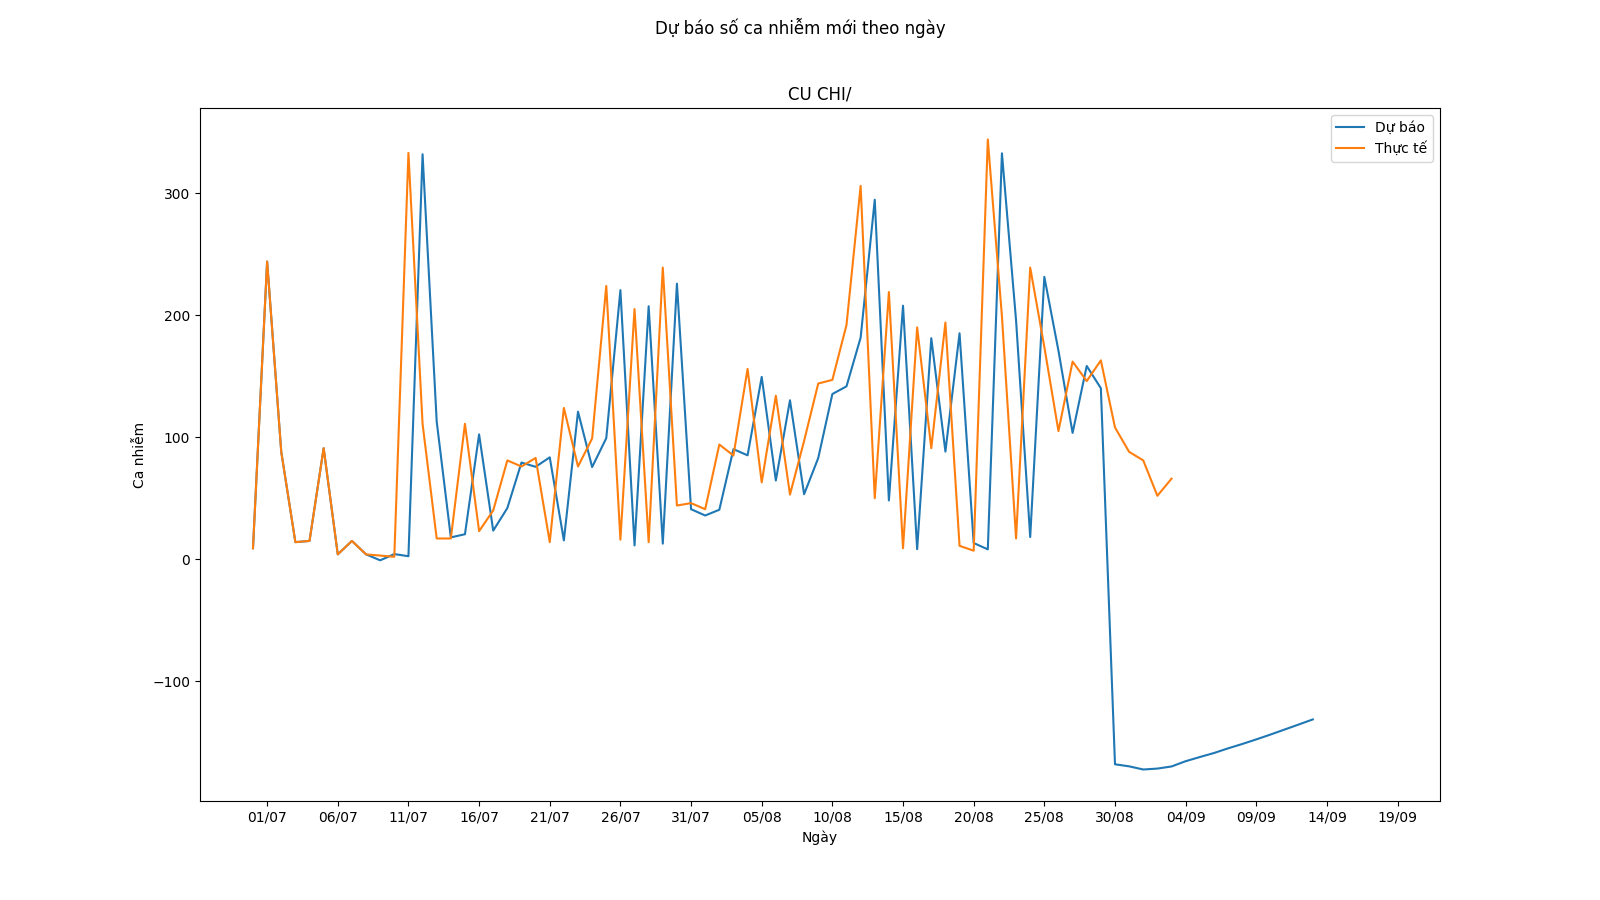 Dự báo số ca nhiễm mới theo ngày
CU CHI/
Dự báo
Thực tế
Ca nhiễm
300
200
100
0
−100
01/07 06/07 11/07 16/07 21/07 26/07 31/07 05/08 10/08 15/08 20/08 25/08 30/08 04/09 09/09 14/09 19/09
Ngày